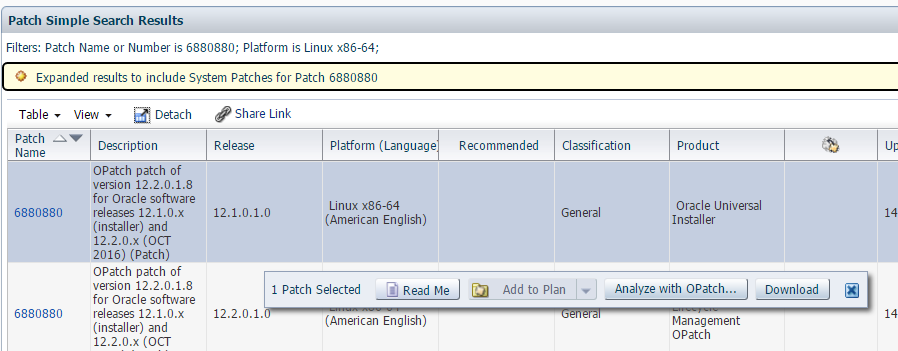 Patch Simple Search Results
Filters: Patch Name or Number is 6880880; Platform is Linux x86-64;
Expanded results to include System Patches for Patch 6880880
Table View Detach Share Link
Patch
Name
Description
Release
Platform (Language)
Recommended
Classification
Product
Up
6880880
OPatch patch of
version 12.2.0.1.8
for Oracle software
releases 12.1.0.x
(installer) and
12.2.0.x (OCT
2016) (Patch)
12.1.0.1.0
Linux x86-64
(American English)
General
Oracle Universal
Installer
14
6880880
OPatch patch of
version 12.2.0.1.8
for Oracle software
releases 12.1.0.x
(installer) and
12.2.0.x (OCT
12.2.0.1.0
(American English)
General
Management
OPatch
14
1 Patch Selected Read Me Add to Plan Analyze with OPatch... Download